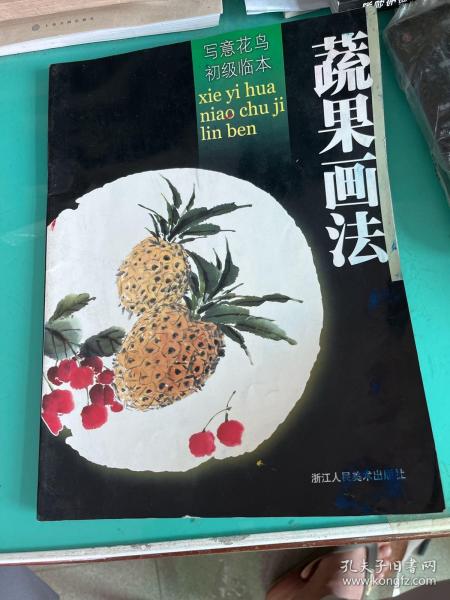 写意花鸟
初级临本
xie yi hua
niao chu ji
lin ben
蔬果画法
浙江人民美术出版社
孔夫子旧书网
www.kongfz.com